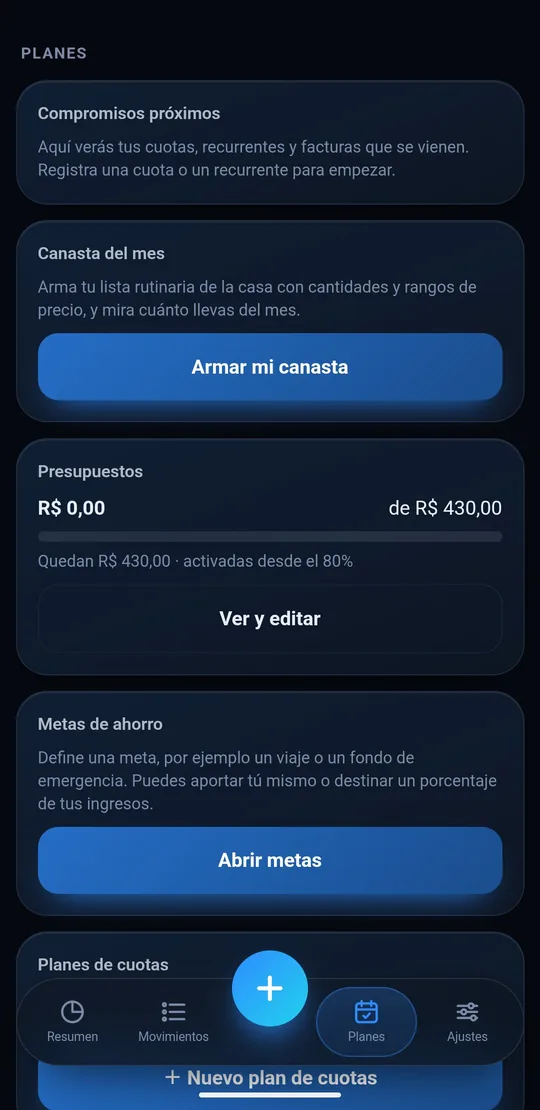 PLANES
Compromisos próximos
Aquí verás tus cuotas, recurrentes y facturas que se vienen.
Registra una cuota o un recurrente para empezar.
Canasta del mes
Arma tu lista rutinaria de la casa con cantidades y rangos de
precio, y mira cuánto llevas del mes.
Armar mi canasta
Presupuestos
R$ 0,00
de R$ 430,00
Quedan R$ 430,00 · activadas desde el 80%
Ver y editar
Metas de ahorro
Define una meta, por ejemplo un viaje o un fondo de
emergencia. Puedes aportar tú mismo o destinar un porcentaje
de tus ingresos.
Abrir metas
Planes de cuotas
Resumen
Movimientos
Planes
Ajustes
+ Nuevo plan de cuotas